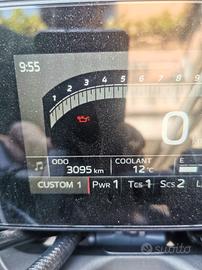 9:55
1 2 3 4 5 6 7 8 9
0
ODO COOLANT E
3095 km 12°C
CUSTOM 1 PWR 1 TCS 1 SCS 2 L
subito